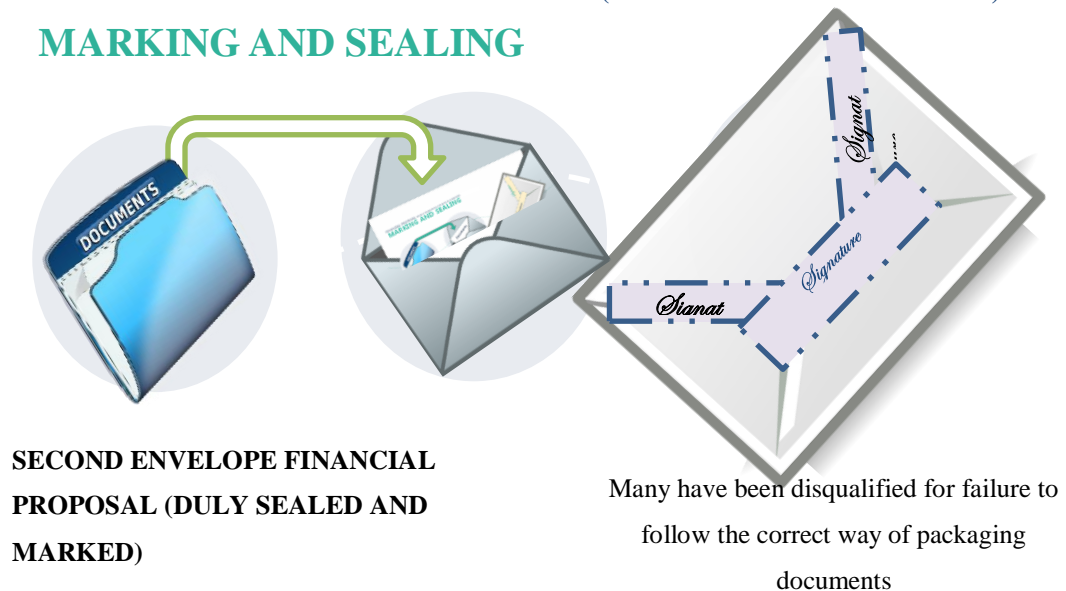 MARKING AND SEALING
DOCUMENTS
MARKING AND SEALING
Signat
Signature
Sianat
SECOND ENVELOPE FINANCIAL
PROPOSAL (DULY SEALED AND
MARKED)
Many have been disqualified for failure to
follow the correct way of packaging
documents